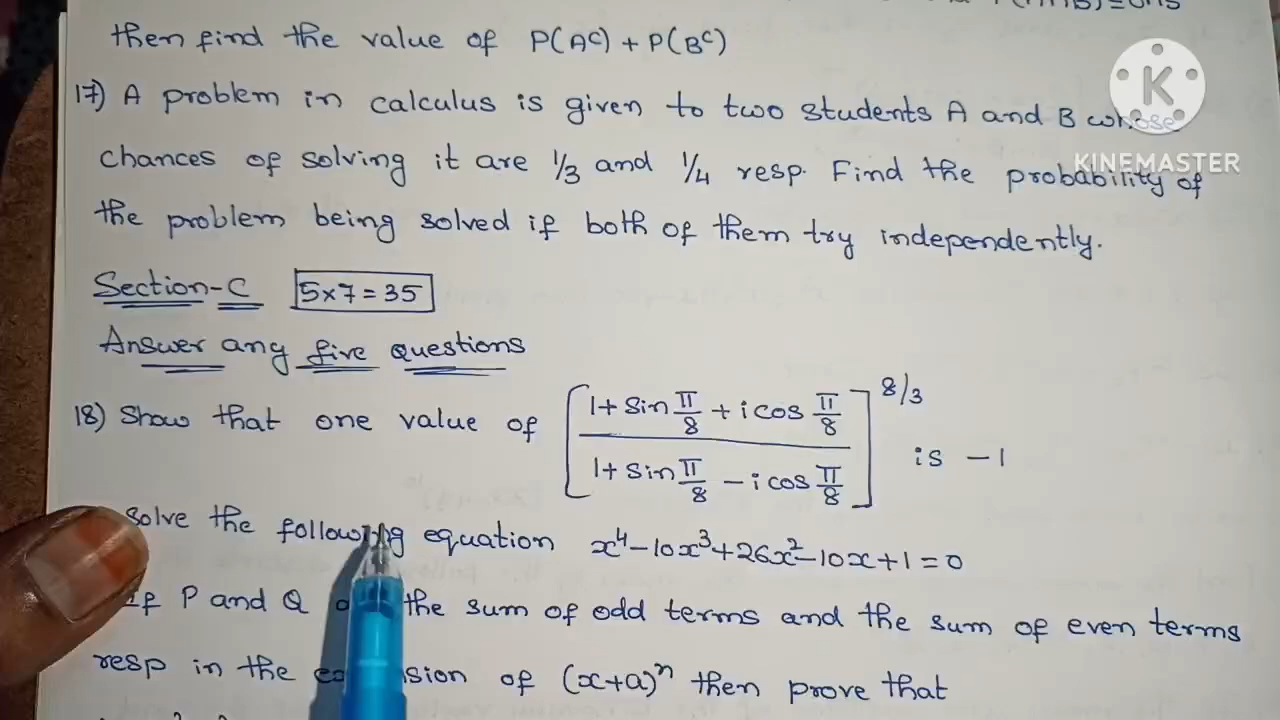 then find the value of P(Aᶜ) + P(Bᶜ)
K
17) A problem in calculus is given to two students A and B whose
KINEMASTER
chances of solving it are 1/3 and 1/4 resp. Find the probability of
the problem being solved if both of them try independently.
Section-C 5×7=35
Answer any five questions
18) Show that one value of [(1+ Sin π/8 + i cos π/8) / (1+ Sin π/8 - i cos π/8)]^8/3 is -1
Solve the following equation x⁴-10x³+26x²-10x+1=0
If P and Q the sum of odd terms and the sum of even terms
resp in the of (x+a)ⁿ then prove that